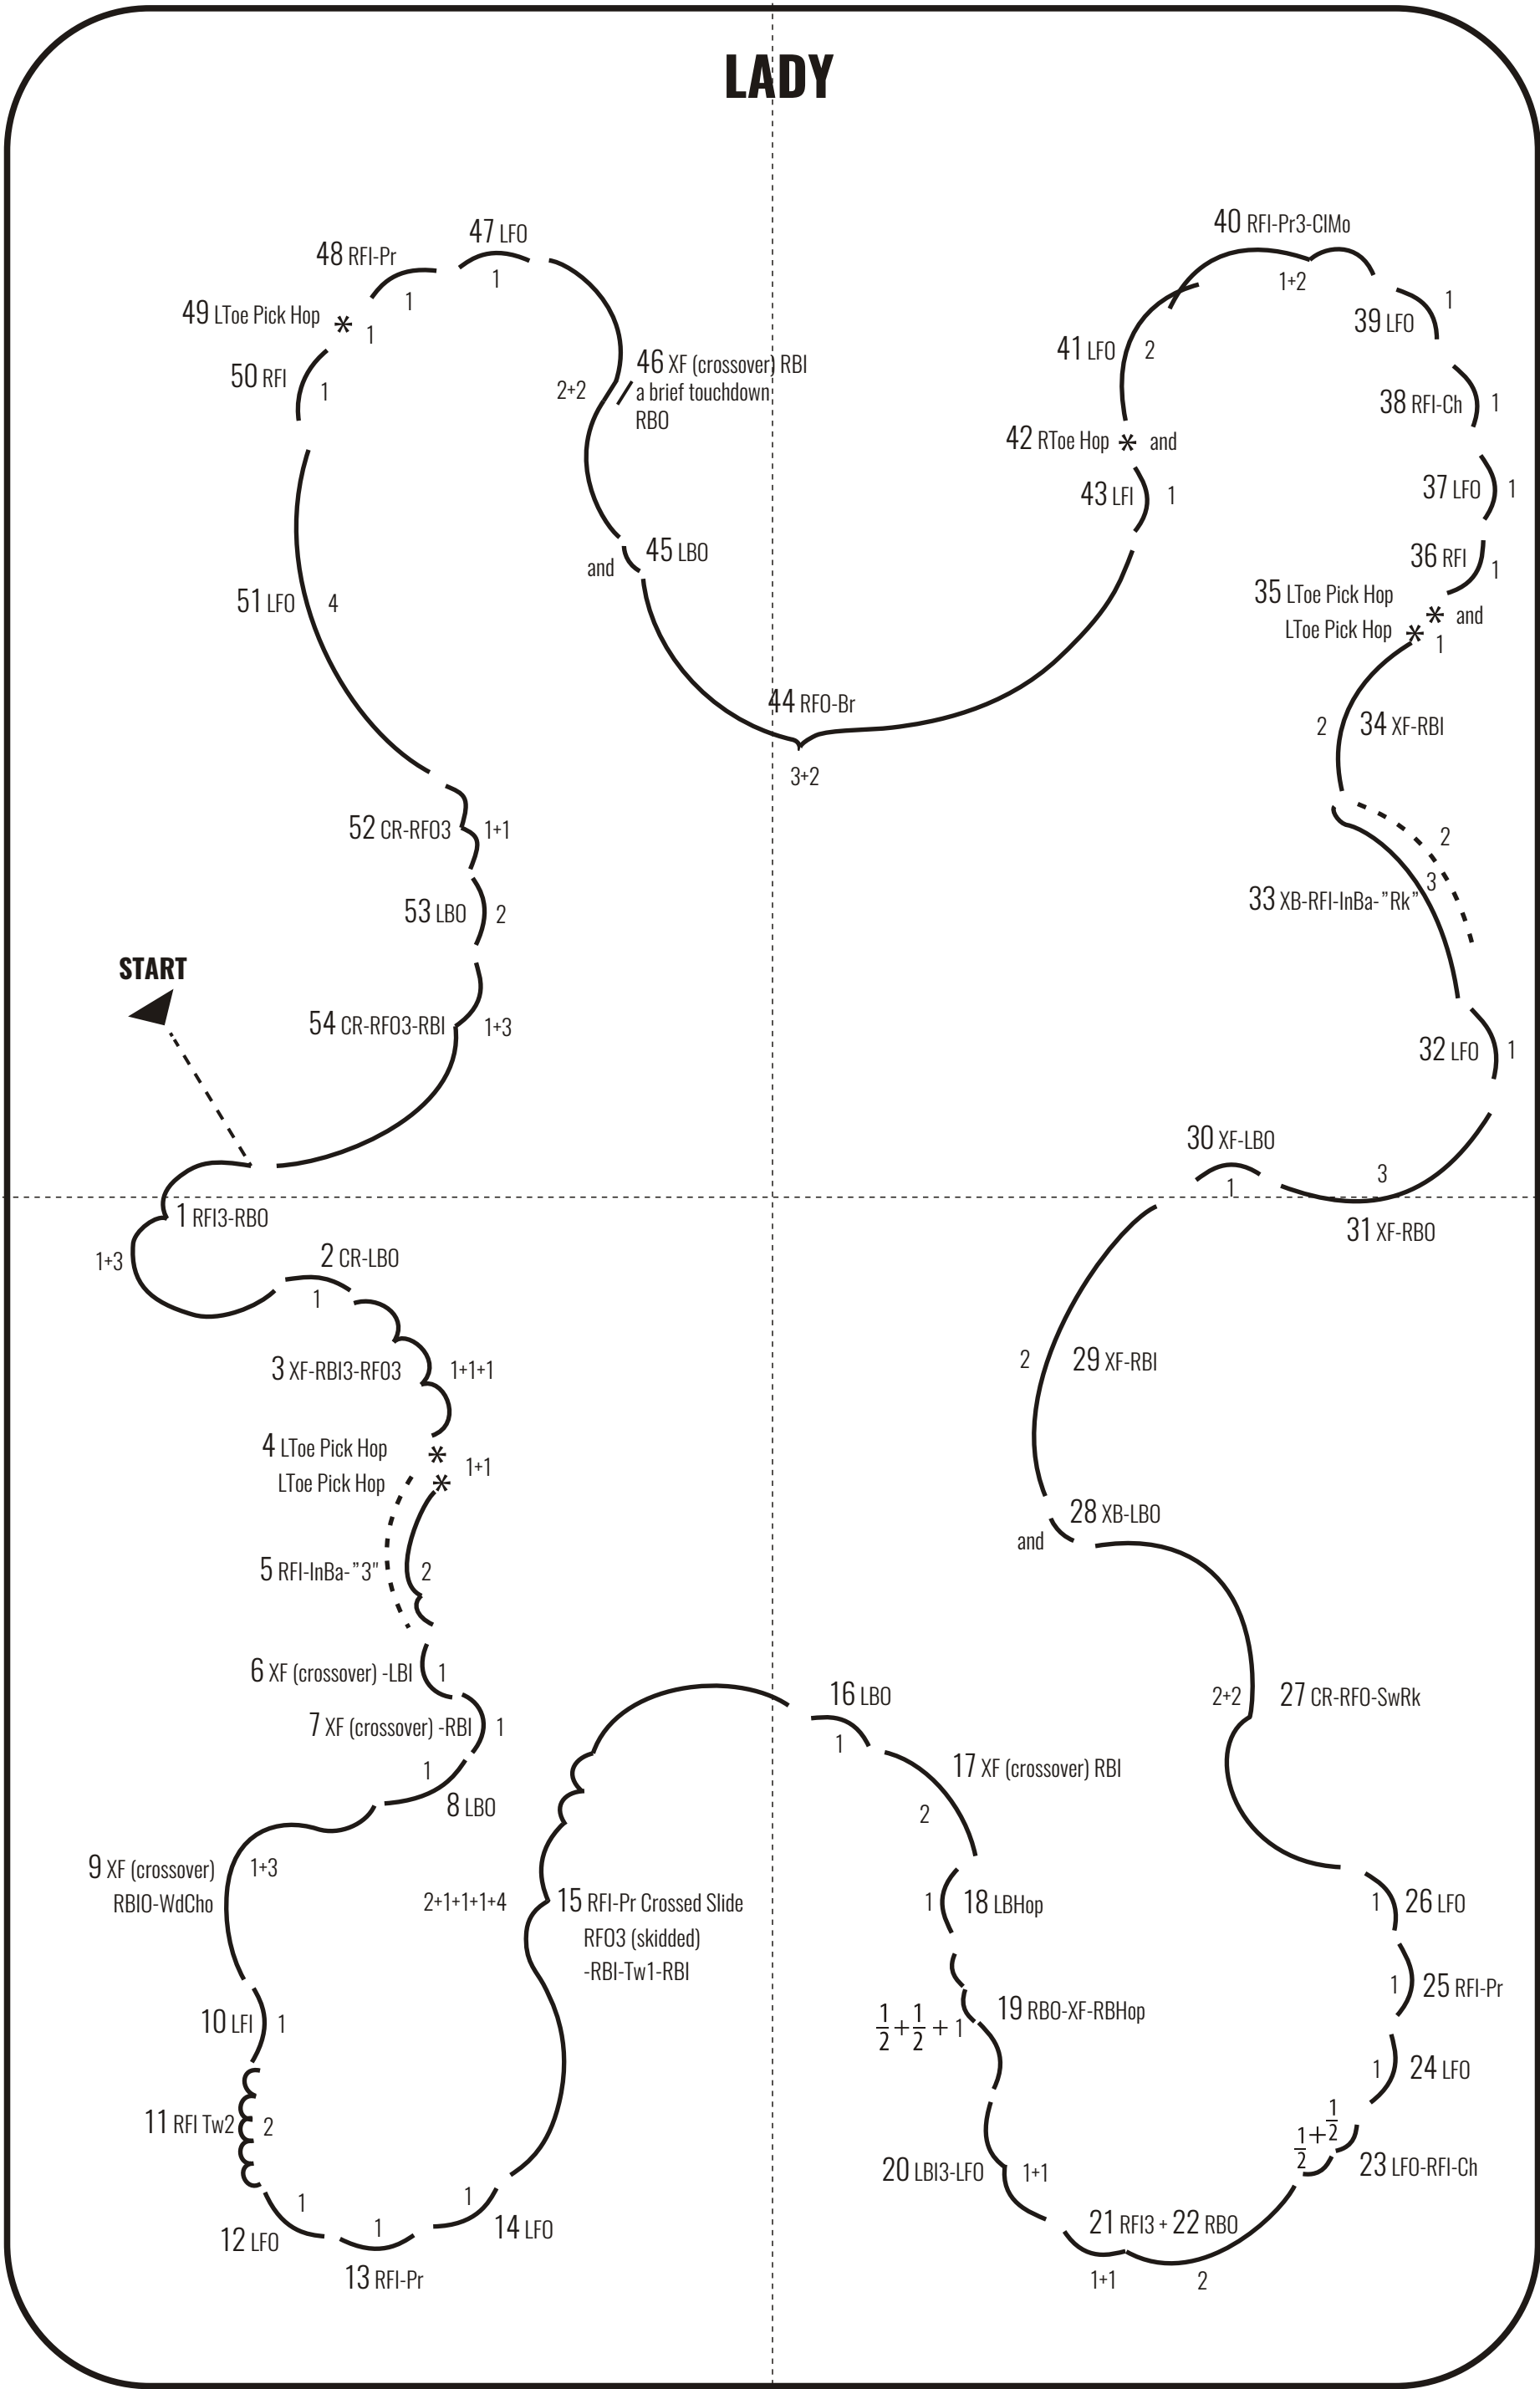 LADY
START
1 RFI3-RBO
1+3
2 CR-LBO
1
3 XF-RBI3-RFO3
1+1+1
4 LToe Pick Hop
LToe Pick Hop
1+1
5 RFI-InBa-"3"
2
6 XF (crossover) -LBI
1
7 XF (crossover) -RBI
1
8 LBO
1
9 XF (crossover)
RBIO-WdCho
1+3
10 LFI
1
11 RFI Tw2
2
12 LFO
1
13 RFI-Pr
1
14 LFO
1
15 RFI-Pr Crossed Slide
RFO3 (skidded)
-RBI-Tw1-RBI
2+1+1+1+4
16 LBO
1
17 XF (crossover) RBI
2
18 LBHop
1
19 RBO-XF-RBHop
1/2+1/2 + 1
20 LBI3-LFO
1+1
21 RFI3 + 22 RBO
1+1
2
23 LFO-RFI-Ch
1/2+1/2
24 LFO
1
25 RFI-Pr
1
26 LFO
1
27 CR-RFO-SwRk
2+2
28 XB-LBO
and
29 XF-RBI
2
30 XF-LBO
1
31 XF-RBO
3
32 LFO
1
33 XB-RFI-InBa-"Rk"
3
2
34 XF-RBI
2
35 LToe Pick Hop
LToe Pick Hop
* and
* 1
36 RFI
1
37 LFO
1
38 RFI-Ch
1
39 LFO
1
40 RFI-Pr3-ClMo
1+2
41 LFO
2
42 RToe Hop * and
43 LFI
1
44 RFO-Br
3+2
45 LBO
and
46 XF (crossover) RBI
a brief touchdown
RBO
2+2
47 LFO
1
48 RFI-Pr
1
49 LToe Pick Hop * 1
50 RFI
1
51 LFO
4
52 CR-RFO3
1+1
53 LBO
2
54 CR-RFO3-RBI
1+3